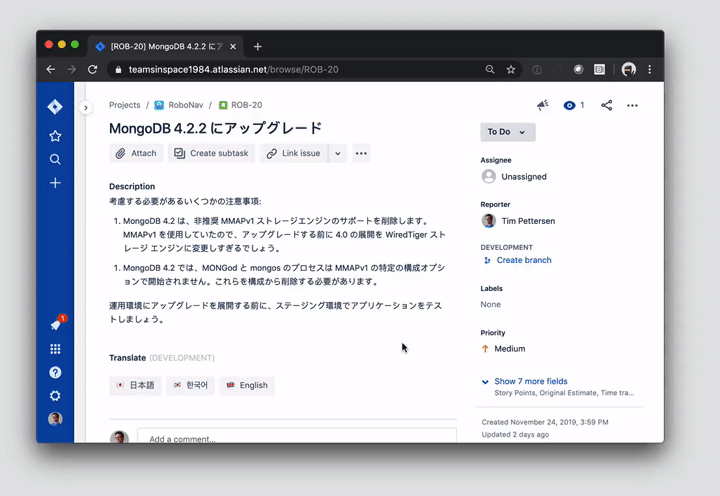 [ROB-20] MongoDB 4.2.2 にア
teamsinspace1984.atlassian.net/browse/ROB-20
Projects / RoboNav / ROB-20
1
MongoDB 4.2.2 にアップグレード
Attach
Create subtask
Link issue
Description
考慮する必要があるいくつかの注意事項:
1. MongoDB 4.2 は、非推奨 MMAPv1 ストレージエンジンのサポートを削除します。
MMAPv1 を使用していたので、アップグレードする前に 4.0 の展開を WiredTiger スト
レージ エンジンに変更しすぎるでしょう。
1. MongoDB 4.2 では、MONGod と mongos のプロセスは MMAPv1 の特定の構成オプシ
ョンで開始されません。これらを構成から削除する必要があります。
運用環境にアップグレードを展開する前に、ステージング環境でアプリケーションをテス
トしましょう。
Translate (DEVELOPMENT)
日本語
한국어
English
Add a comment...
To Do
Assignee
Unassigned
Reporter
Tim Pettersen
DEVELOPMENT
Create branch
Labels
None
Priority
Medium
Show 7 more fields
Story Points, Original Estimate, Time tra...
Created November 24, 2019, 3:59 PM
Updated 2 days ago
1